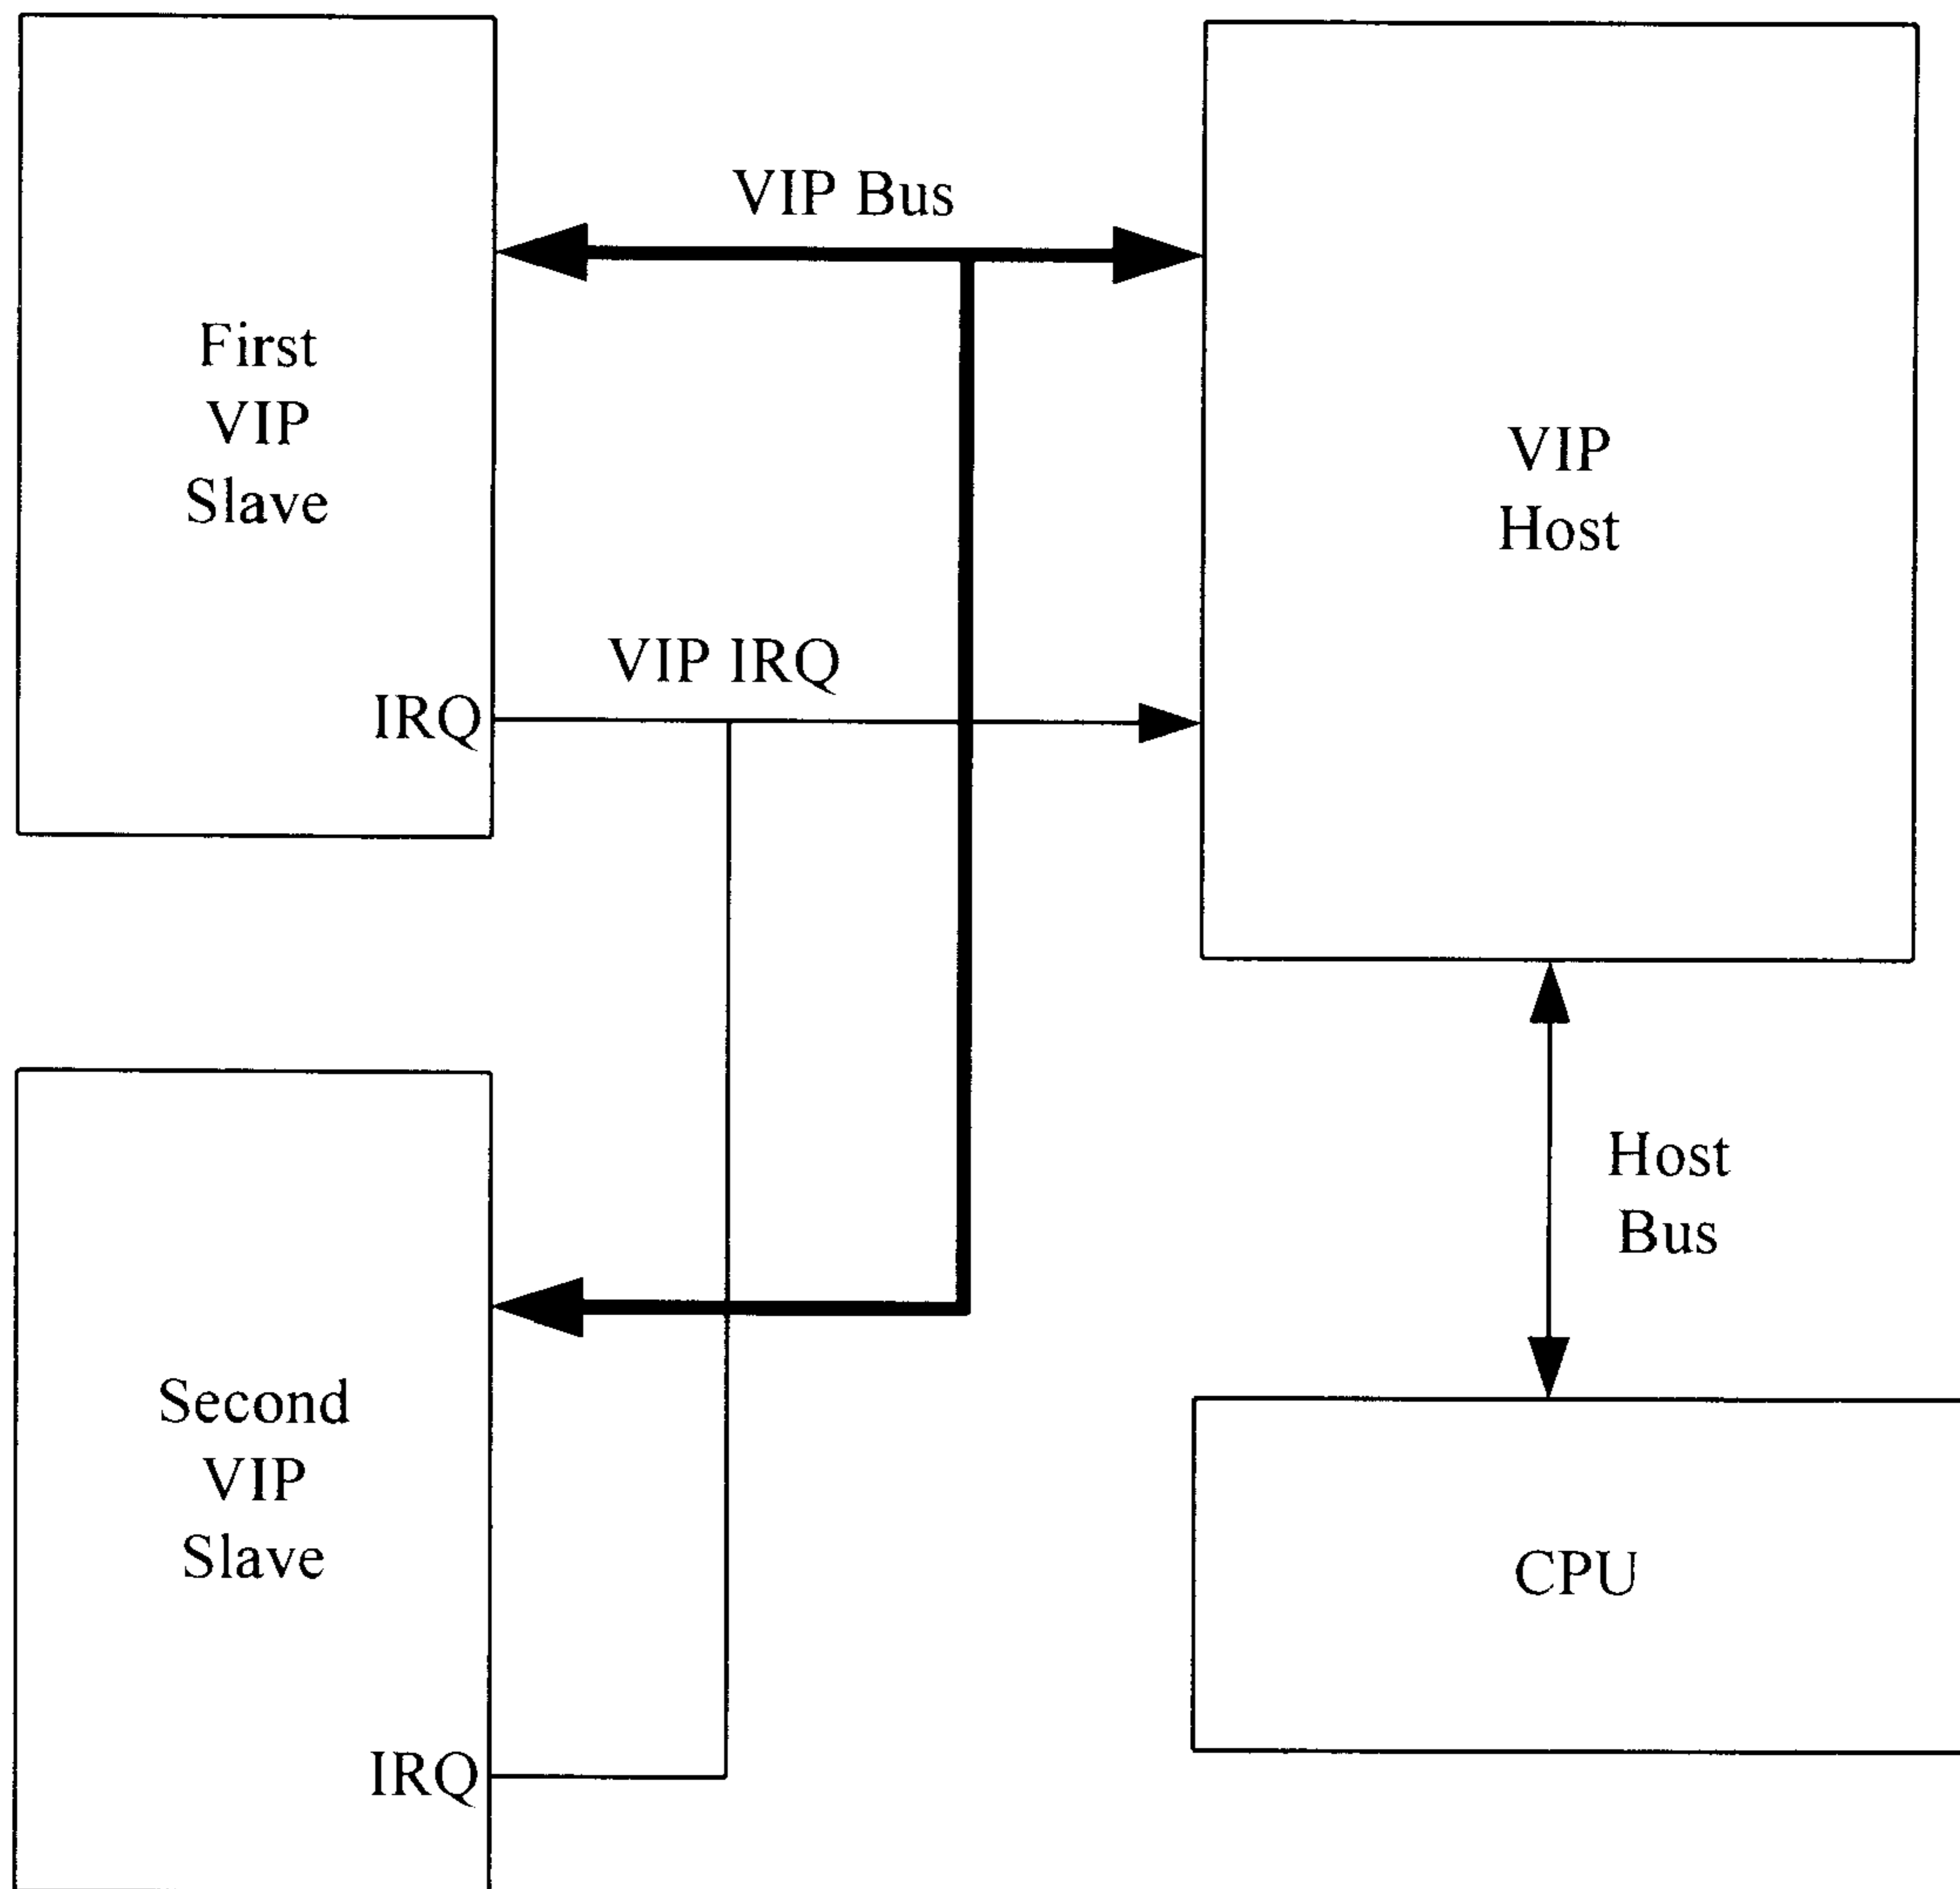 VIP Bus
First
VIP
Slave
VIP
Host
VIP IRQ
IRQ
Host
Bus
Second
VIP
Slave
CPU
IRQ